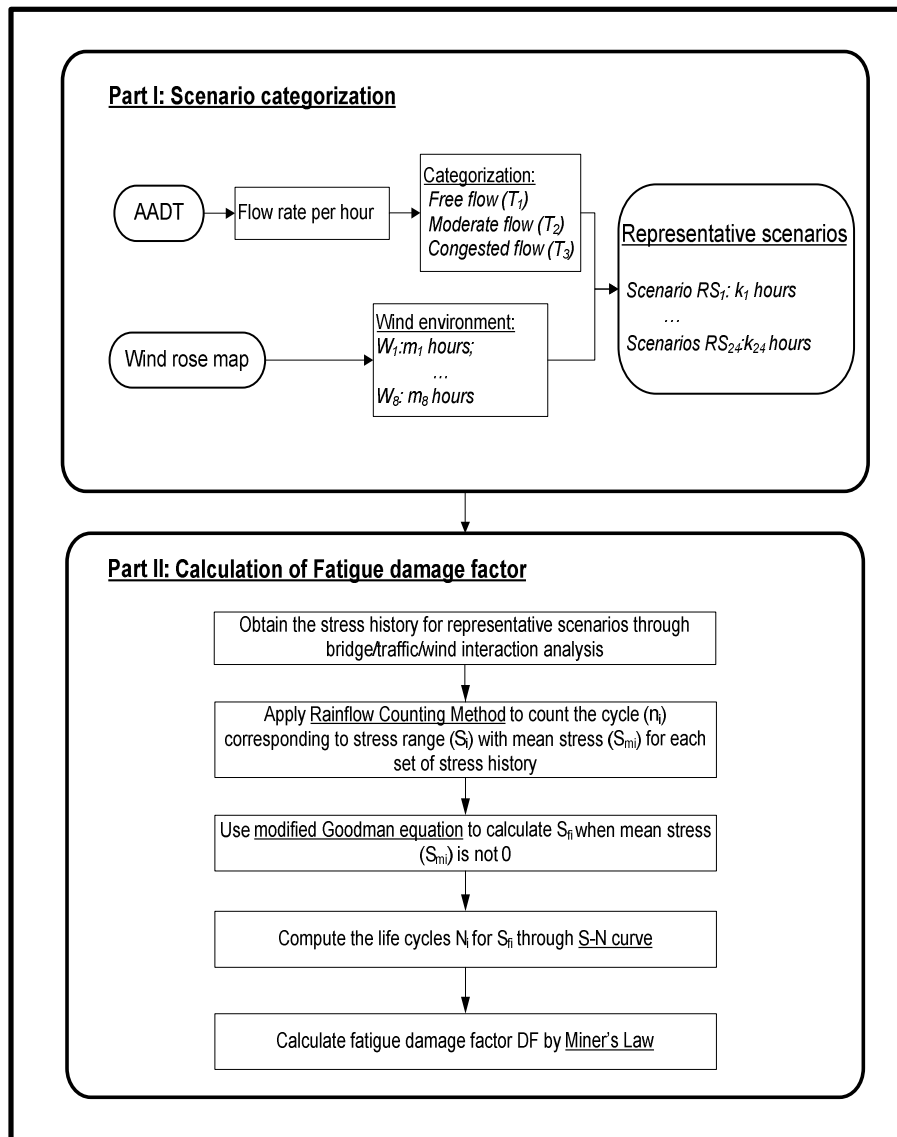 Part I: Scenario categorization
AADT
Flow rate per hour
Categorization:
Free flow (T₁)
Moderate flow (T₂)
Congested flow (T₃)
Wind rose map
Wind environment:
W₁:m₁ hours;
...
W₈: m₈ hours
Representative scenarios
Scenario RS₁: k₁ hours
...
Scenarios RS₂₄:k₂₄ hours
Part II: Calculation of Fatigue damage factor
Obtain the stress history for representative scenarios through
bridge/traffic/wind interaction analysis
Apply Rainflow Counting Method to count the cycle (nᵢ)
corresponding to stress range (Sᵢ) with mean stress (Sₘᵢ) for each
set of stress history
Use modified Goodman equation to calculate S_fi when mean stress
(Sₘᵢ) is not 0
Compute the life cycles Nᵢ for S_fi through S-N curve
Calculate fatigue damage factor DF by Miner's Law